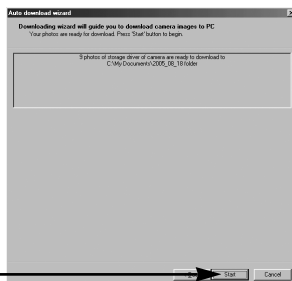 Auto download wizard
Downloading wizard will guide you to download camera images to PC
Your photos are ready for download. Press 'Start' button to begin.
9 photos of storage driver of camera are ready to download to
C:\My Documents\2005_08_18 folder
Start
Cancel